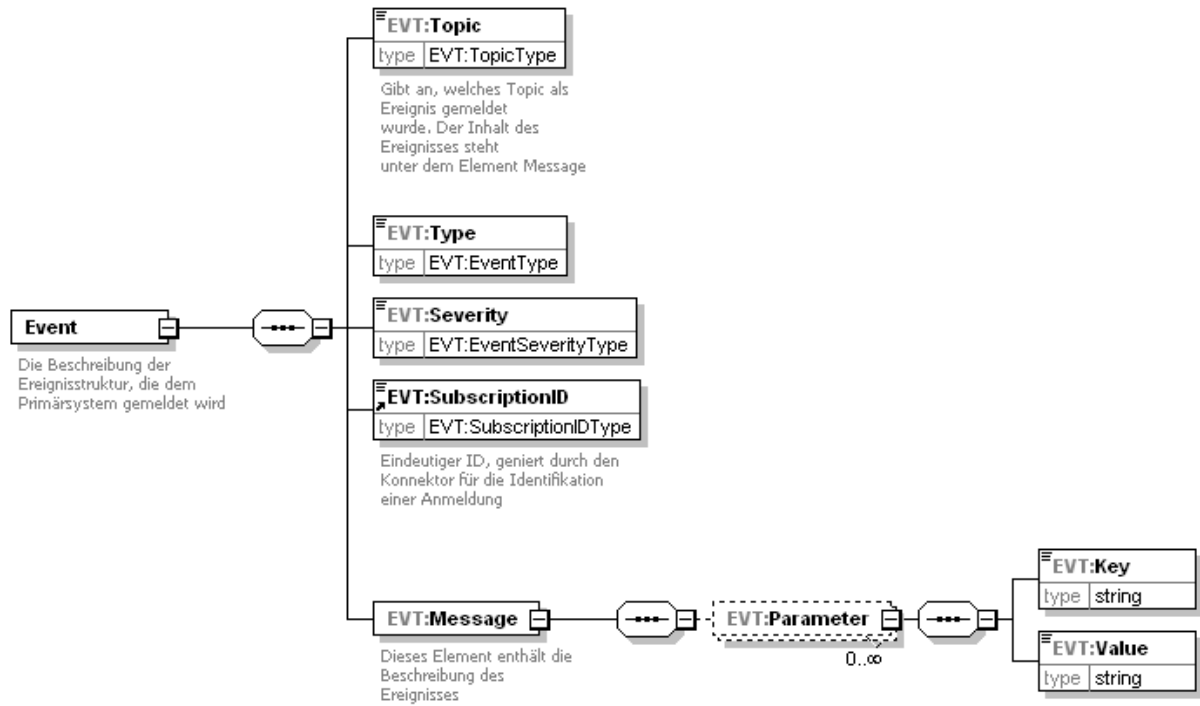 EVT:Topic
type EVT:TopicType
Gibt an, welches Topic als
Ereignis gemeldet
wurde. Der Inhalt des
Ereignisses steht
unter dem Element Message
EVT:Type
type EVT:EventType
Event
Die Beschreibung der
Ereignisstruktur, die dem
Primärsystem gemeldet wird
EVT:Severity
type EVT:EventSeverityType
EVT:SubscriptionID
type EVT:SubscriptionIDType
Eindeutiger ID, geniert durch den
Konnektor für die Identifikation
einer Anmeldung
EVT:Message
Dieses Element enthält die
Beschreibung des
Ereignisses
EVT:Parameter
0..∞
EVT:Key
type string
EVT:Value
type string